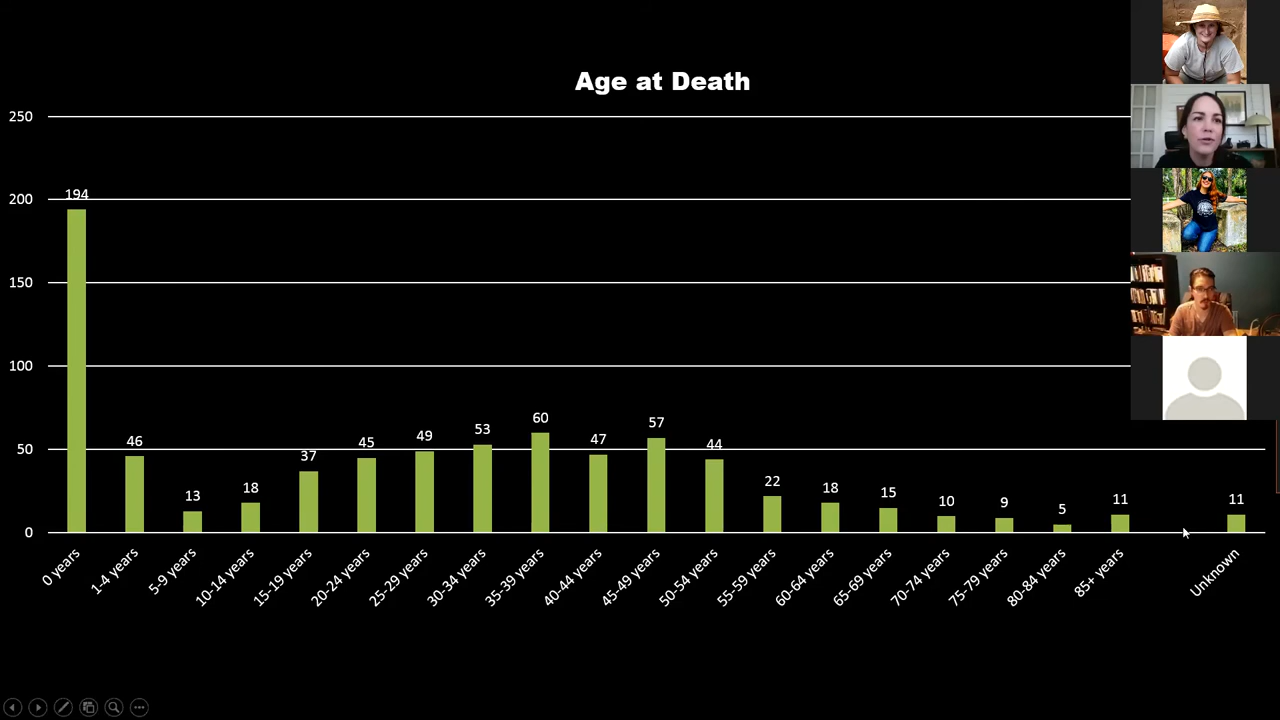 Age at Death
250
200
150
100
50
0
194
46
13
18
37
45
49
53
60
47
57
44
22
18
15
10
9
5
11
11
0 years
1-4 years
5-9 years
10-14 years
15-19 years
20-24 years
25-29 years
30-34 years
35-39 years
40-44 years
45-49 years
50-54 years
55-59 years
60-64 years
65-69 years
70-74 years
75-79 years
80-84 years
85+ years
Unknown